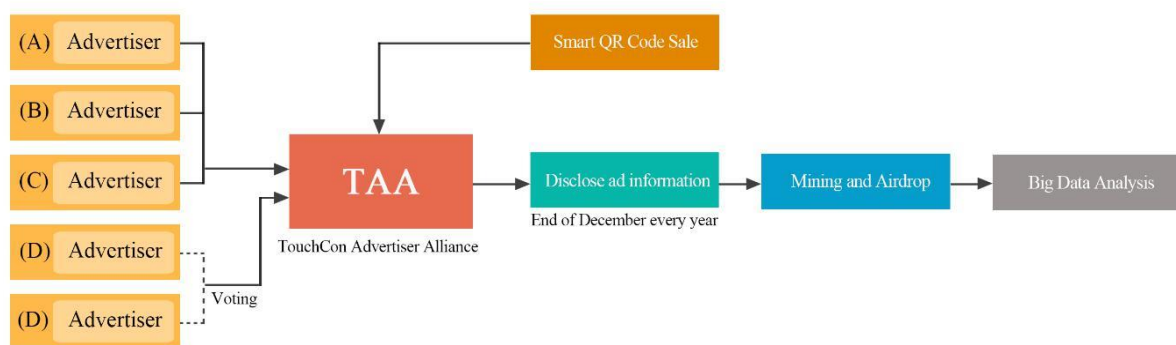 (A) Advertiser
(B) Advertiser
(C) Advertiser
(D) Advertiser
(D) Advertiser
Voting
Smart QR Code Sale
TAA
TouchCon Advertiser Alliance
Disclose ad information
End of December every year
Mining and Airdrop
Big Data Analysis